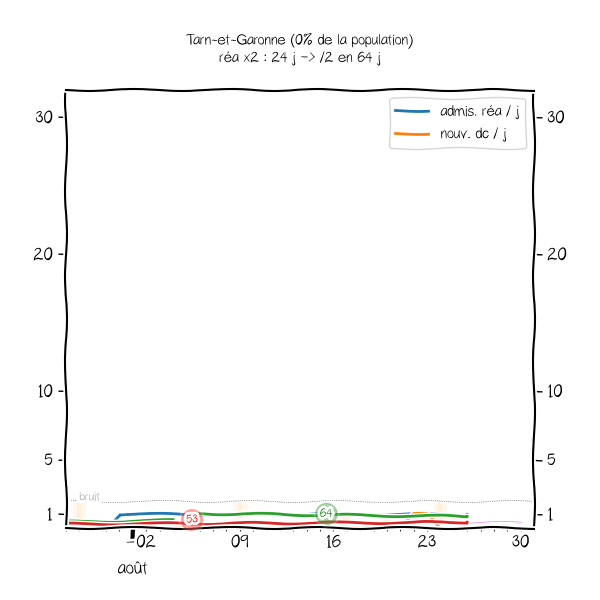 Tarn-et-Garonne (0% de la population)
réa x2 : 24 j -> /2 en 64 j
admis. réa / j
nouv. dc / j
30
30
20
20
10
10
5
5
bruit
1
1
53
64
02
09
16
23
30
août